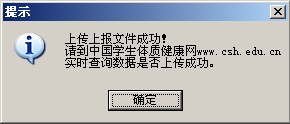 提示
上传上报文件成功!
请到中国学生体质健康网www.csh.edu.cn
实时查询数据是否上传成功。
确定